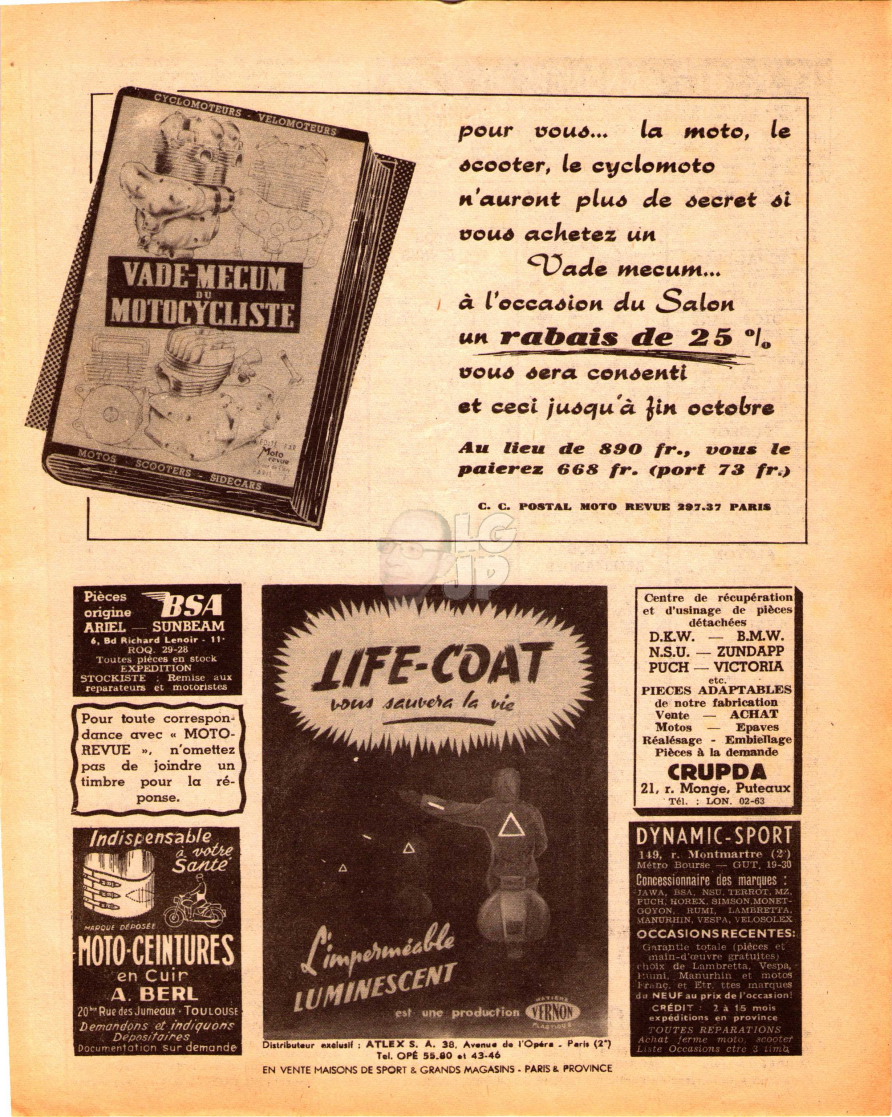 CYCLOMOTEURS - VELOMOTEURS
VADE-MECUM
DU
MOTOCYCLISTE
Moto
revue
MOTOS - SCOOTERS - SIDECARS
pour vous... la moto, le
scooter, le cyclomoto
n'auront plus de secret si
vous achetez un
Vade mecum...
à l'occasion du Salon
un rabais de 25 %
vous sera consenti
et ceci jusqu'à fin octobre
Au lieu de 890 fr., vous le
paierez 668 fr. (port 73 fr.)
C. C. POSTAL MOTO REVUE 297.37 PARIS
LG
JP
Pièces
origine BSA
ARIEL — SUNBEAM
6, Bd Richard Lenoir - 11e
ROQ. 29-28
Toutes pièces en stock
EXPEDITION
STOCKISTE : Remise aux
reparateurs et motoristes
Pour toute correspon-
dance avec « MOTO-
REVUE », n'omettez
pas de joindre un
timbre pour la ré-
ponse.
Indispensable
à votre
Santé
MARQUE DÉPOSÉE
MOTO-CEINTURES
en Cuir
A. BERL
20 bis Rue des Jumeaux - TOULOUSE
Demandons et indiquons
Dépositaires
Documentation sur demande
LIFE-COAT
vous sauvera la vie
L'imperméable
LUMINESCENT
est une production
MATIERE
VERNON
PLASTIQUE
Distributeur exclusif : ATLEX S. A. 38, Avenue de l'Opéra - Paris (2e)
Tel. OPÉ 55.80 et 43-46
EN VENTE MAISONS DE SPORT & GRANDS MAGASINS - PARIS & PROVINCE
Centre de récupération
et d'usinage de pièces
détachées
D.K.W. — B.M.W.
N.S.U. — ZUNDAPP
PUCH — VICTORIA
etc.
PIECES ADAPTABLES
de notre fabrication
Vente — ACHAT
Motos — Epaves
Réalésage - Embiellage
Pièces à la demande
CRUPDA
21, r. Monge, Puteaux
Tél. : LON. 02-63
DYNAMIC-SPORT
149, r. Montmartre (2e)
Métro Bourse — GUT. 19-30
Concessionnaire des marques :
JAWA, BSA, NSU, TERROT, MZ,
PUCH, HOREX, SIMSON, MONET-
GOYON, RUMI, LAMBRETTA,
MANURHIN, VESPA, VELOSOLEX
OCCASIONS RECENTES:
Garantie totale (pièces et
main-d'œuvre gratuites)
choix de Lambretta, Vespa,
Rumi, Manurhin et motos
Franç. et Etr. ttes marques
du NEUF au prix de l'occasion!
CRÉDIT : 2 à 15 mois
expéditions en province
TOUTES REPARATIONS
Achat ferme moto, scooter
Liste Occasions ctre 3 timb.